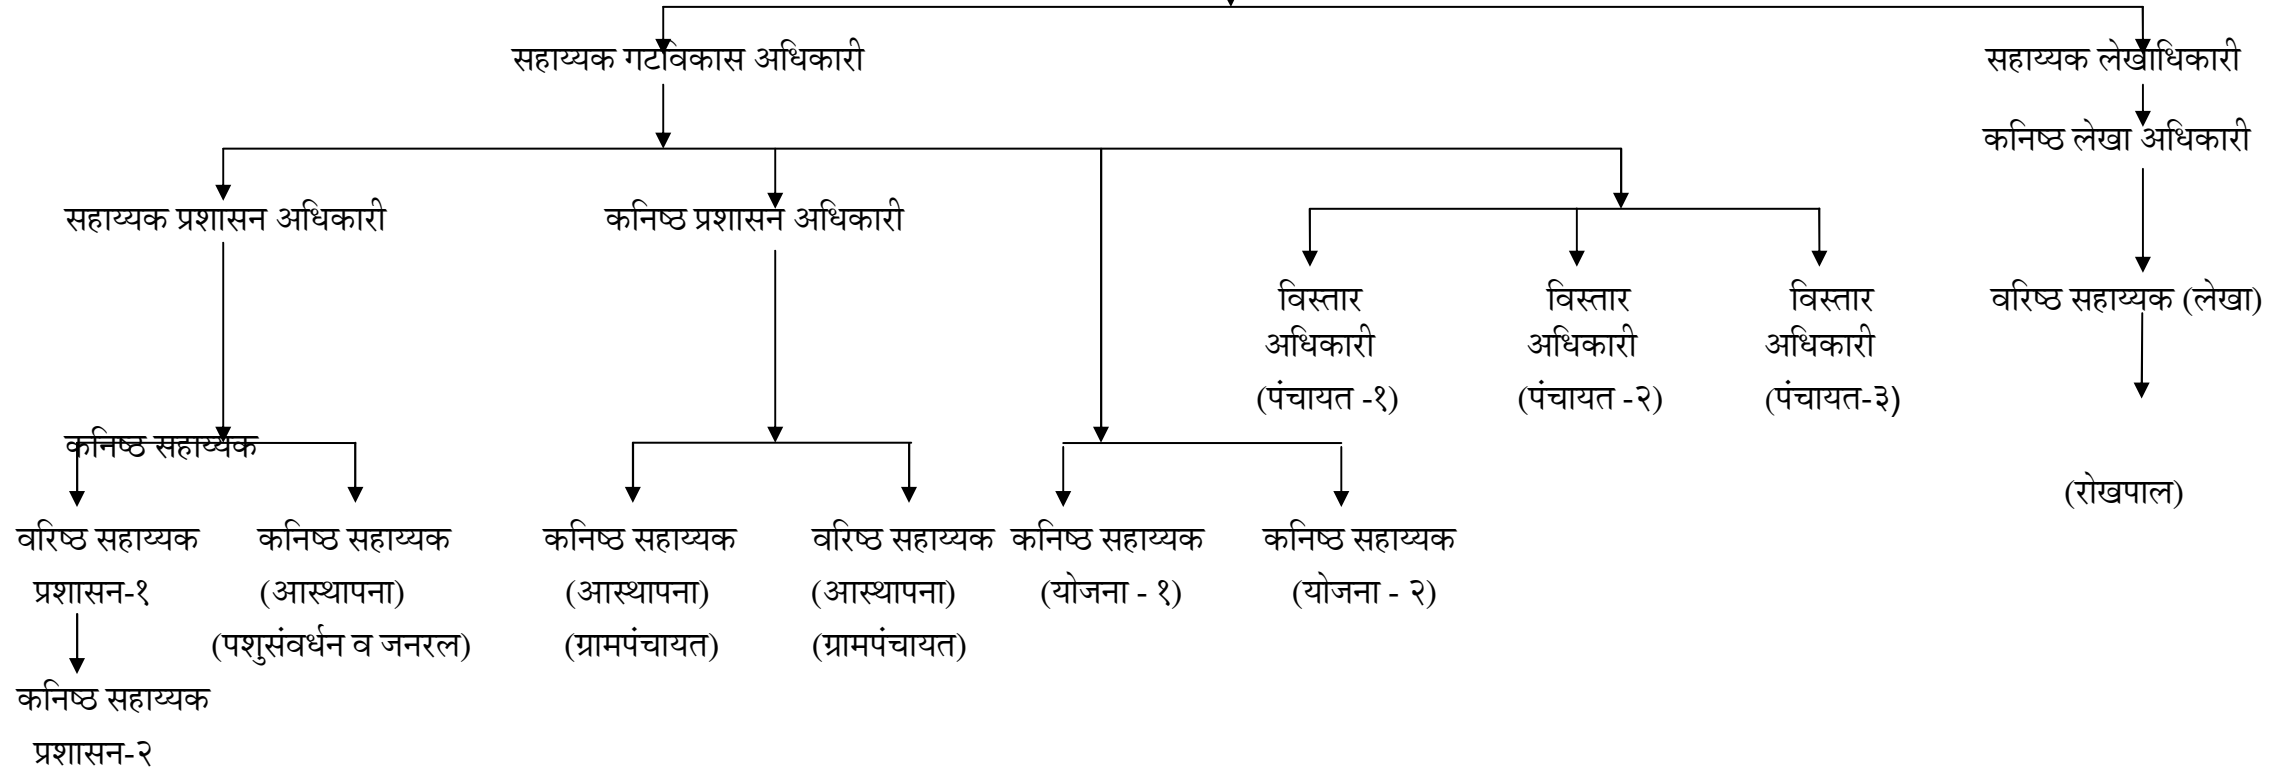 सहाय्यक गटविकास अधिकारी
सहाय्यक लेखाधिकारी
कनिष्ठ लेखा अधिकारी
सहाय्यक प्रशासन अधिकारी
कनिष्ठ प्रशासन अधिकारी
विस्तार
अधिकारी
(पंचायत -१)
विस्तार
अधिकारी
(पंचायत -२)
विस्तार
अधिकारी
(पंचायत-३)
वरिष्ठ सहाय्यक (लेखा)
कनिष्ठ सहाय्यक
(रोखपाल)
वरिष्ठ सहाय्यक
प्रशासन-१
कनिष्ठ सहाय्यक
(आस्थापना)
(पशुसंवर्धन व जनरल)
कनिष्ठ सहाय्यक
(आस्थापना)
(ग्रामपंचायत)
वरिष्ठ सहाय्यक
(आस्थापना)
(ग्रामपंचायत)
कनिष्ठ सहाय्यक
(योजना - १)
कनिष्ठ सहाय्यक
(योजना - २)
कनिष्ठ सहाय्यक
प्रशासन-२